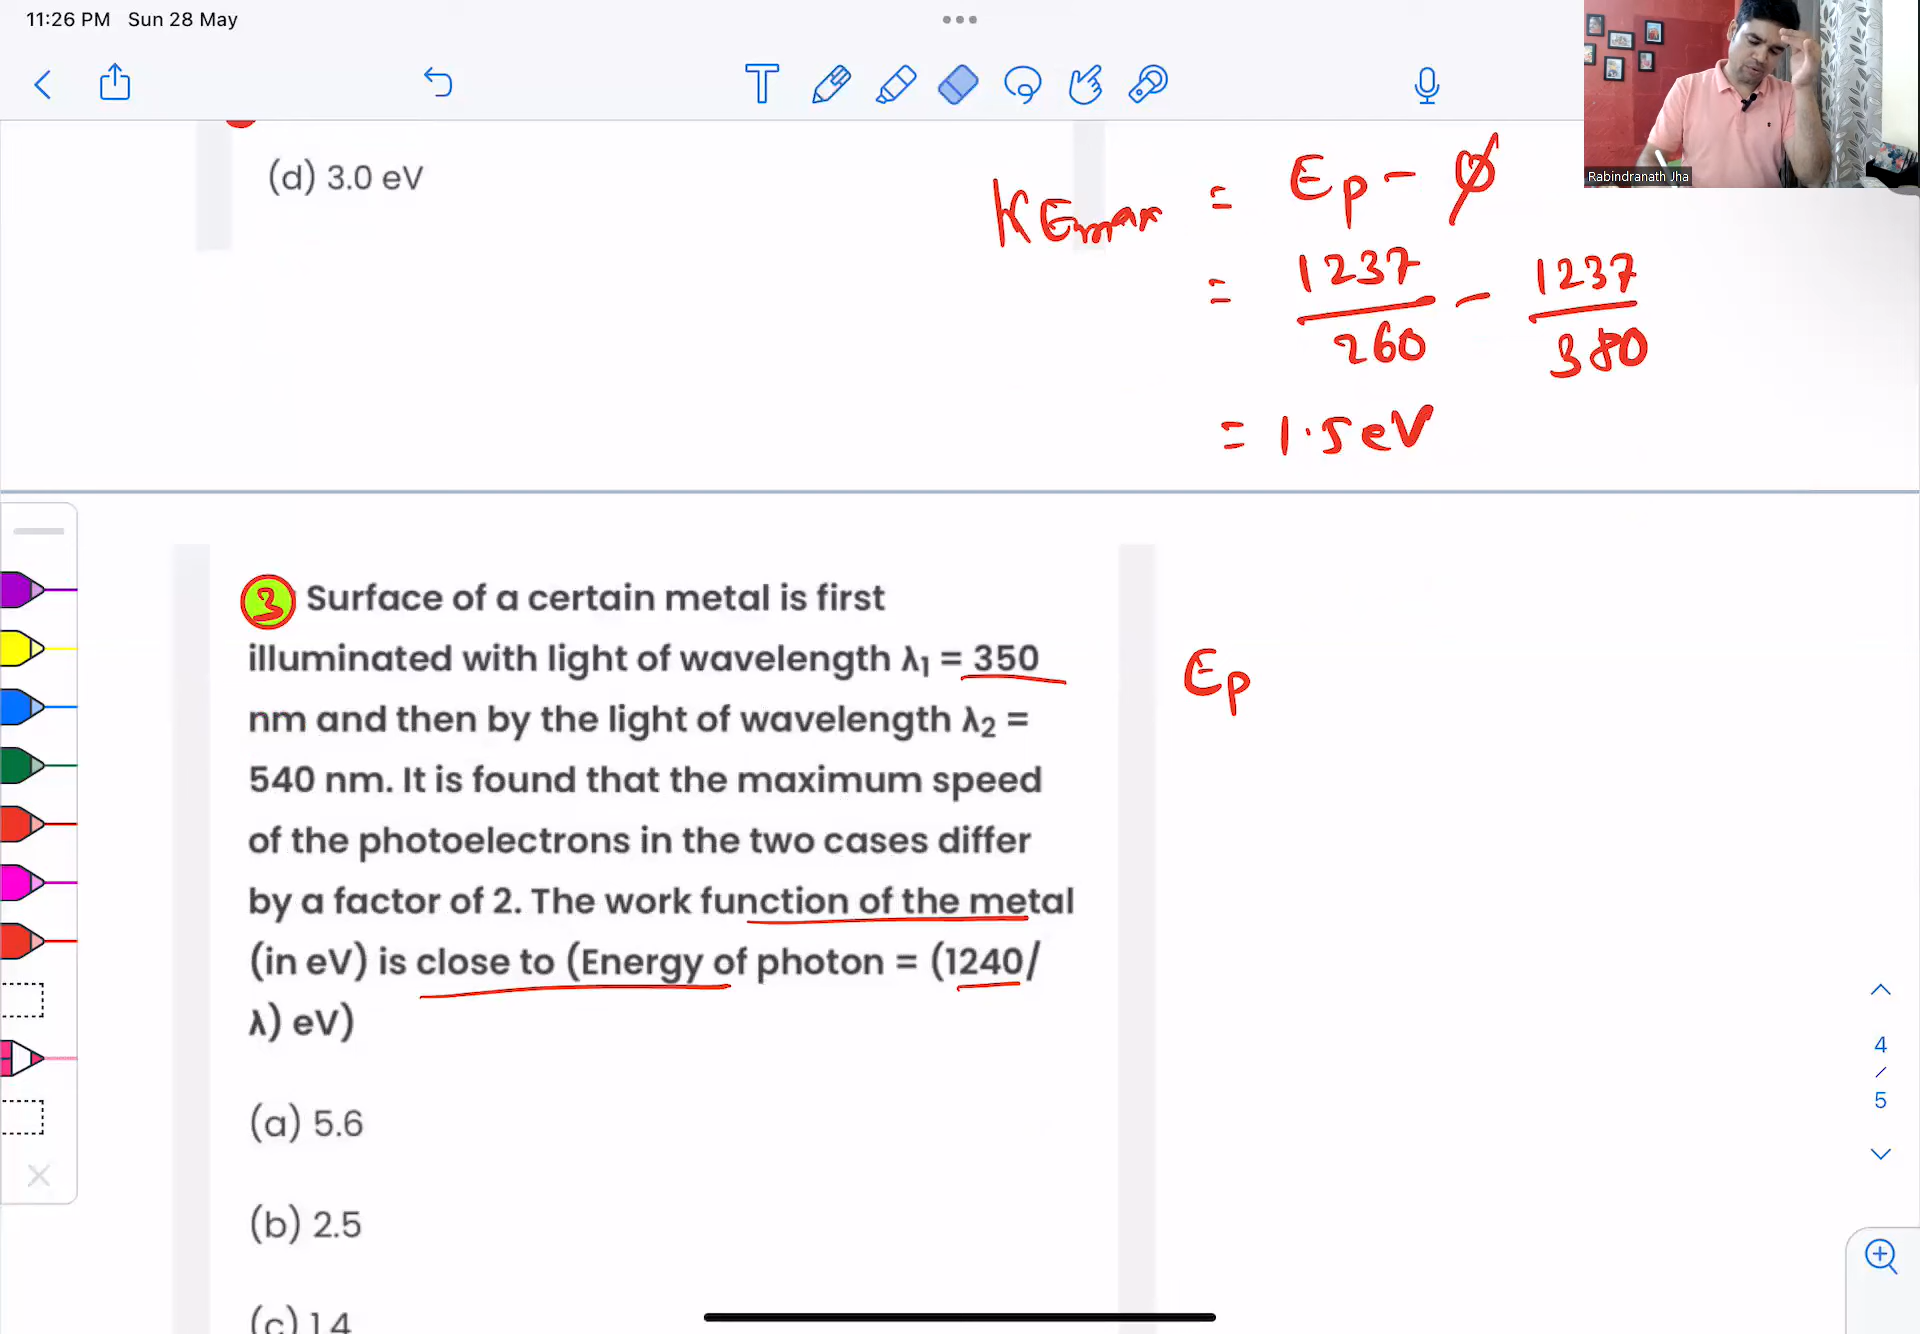 11:26 PM Sun 28 May
Rabindranath Jha
(d) 3.0 eV
KEmax = Ep - ϕ
= 1237/260 - 1237/380
= 1.5eV
3 Surface of a certain metal is first
illuminated with light of wavelength λ₁ = 350
nm and then by the light of wavelength λ₂ =
540 nm. It is found that the maximum speed
of the photoelectrons in the two cases differ
by a factor of 2. The work function of the metal
(in eV) is close to (Energy of photon = (1240/
λ) eV)
Ep
(a) 5.6
(b) 2.5
(c) 1.4
4
/
5